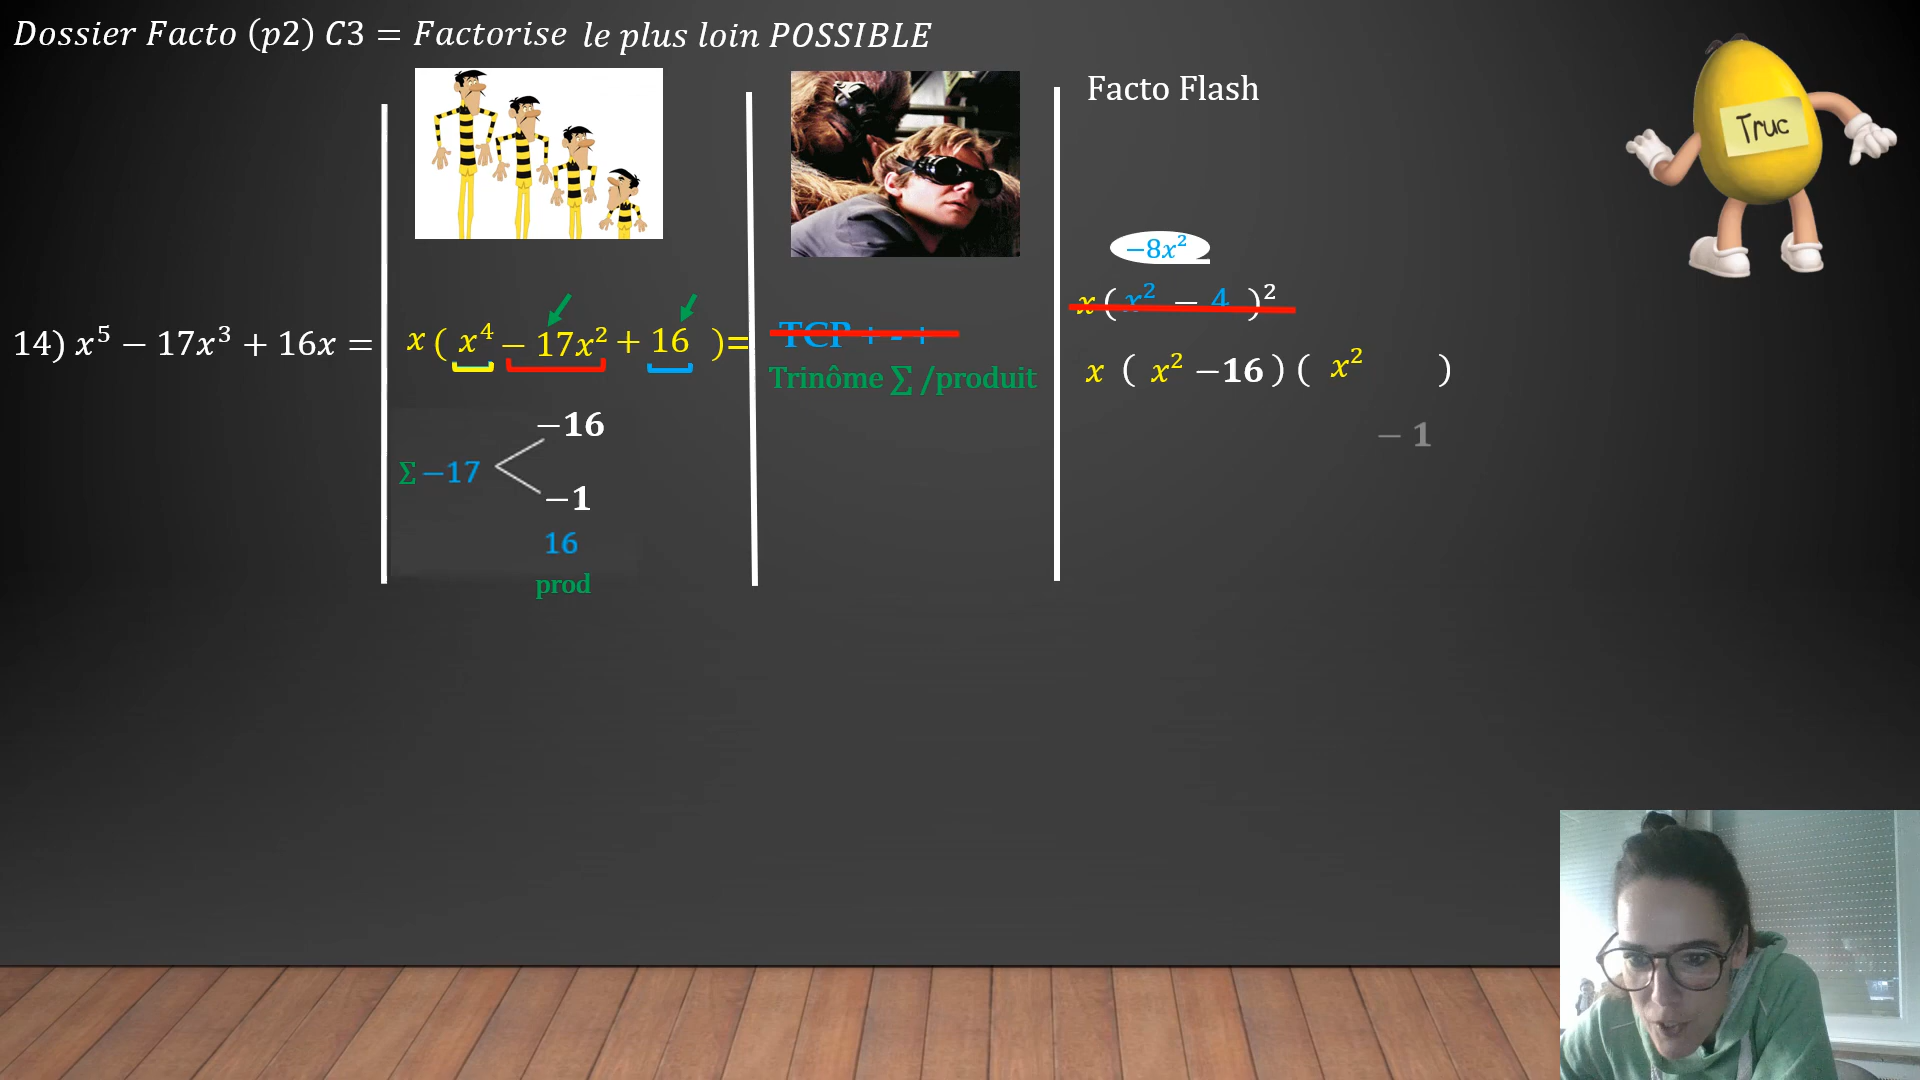 Dossier Facto (p2) C3 = Factorise le plus loin POSSIBLE
Facto Flash
Truc
−8x²
x ( x² − 4 )²
14) x⁵ − 17x³ + 16x = x ( x⁴ − 17x² + 16 ) = TCP + - +
Trinôme ∑ /produit
x ( x² −16 ) ( x² )
−16
− 1
∑ −17
−1
16
prod